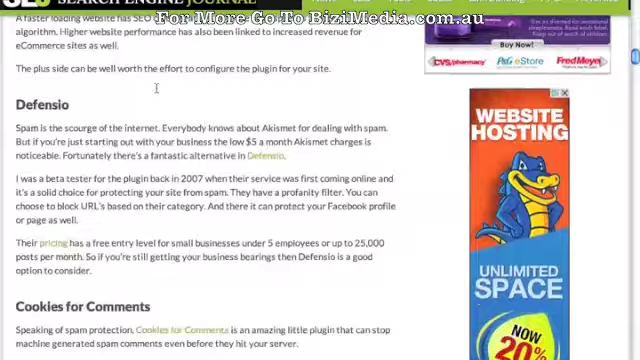 SEARCH ENGINE JOURNAL
For More Go To BiziMedia.com.au
A faster loading website has SEO
algorithm. Higher website performance has also been linked to increased revenue for
eCommerce sites as well.
The plus side can be well worth the effort to configure the plugin for your site.
Defensio
Spam is the scourge of the internet. Everybody knows about Akismet for dealing with spam.
But if you're just starting out with your business the low $5 a month Akismet charges is
noticeable. Fortunately there's a fantastic alternative in Defensio.
I was a beta tester for the plugin back in 2007 when their service was first coming online and
it's a solid choice for protecting your site from spam. They have a profanity filter. You can
choose to block URL's based on their category. And there it can protect your Facebook profile
or page as well.
Their pricing has a free entry level for small businesses under 5 employees or up to 25,000
posts per month. So if you're still getting your business bearings then Defensio is a good
option to consider.
Cookies for Comments
Speaking of spam protection, Cookies for Comments is an amazing little plugin that can stop
machine generated spam comments even before they hit your server.
Buy Now!
CVS/pharmacy
P&G eStore
FredMeyer
WEBSITE
HOSTING
UNLIMITED
SPACE
NOW
20%